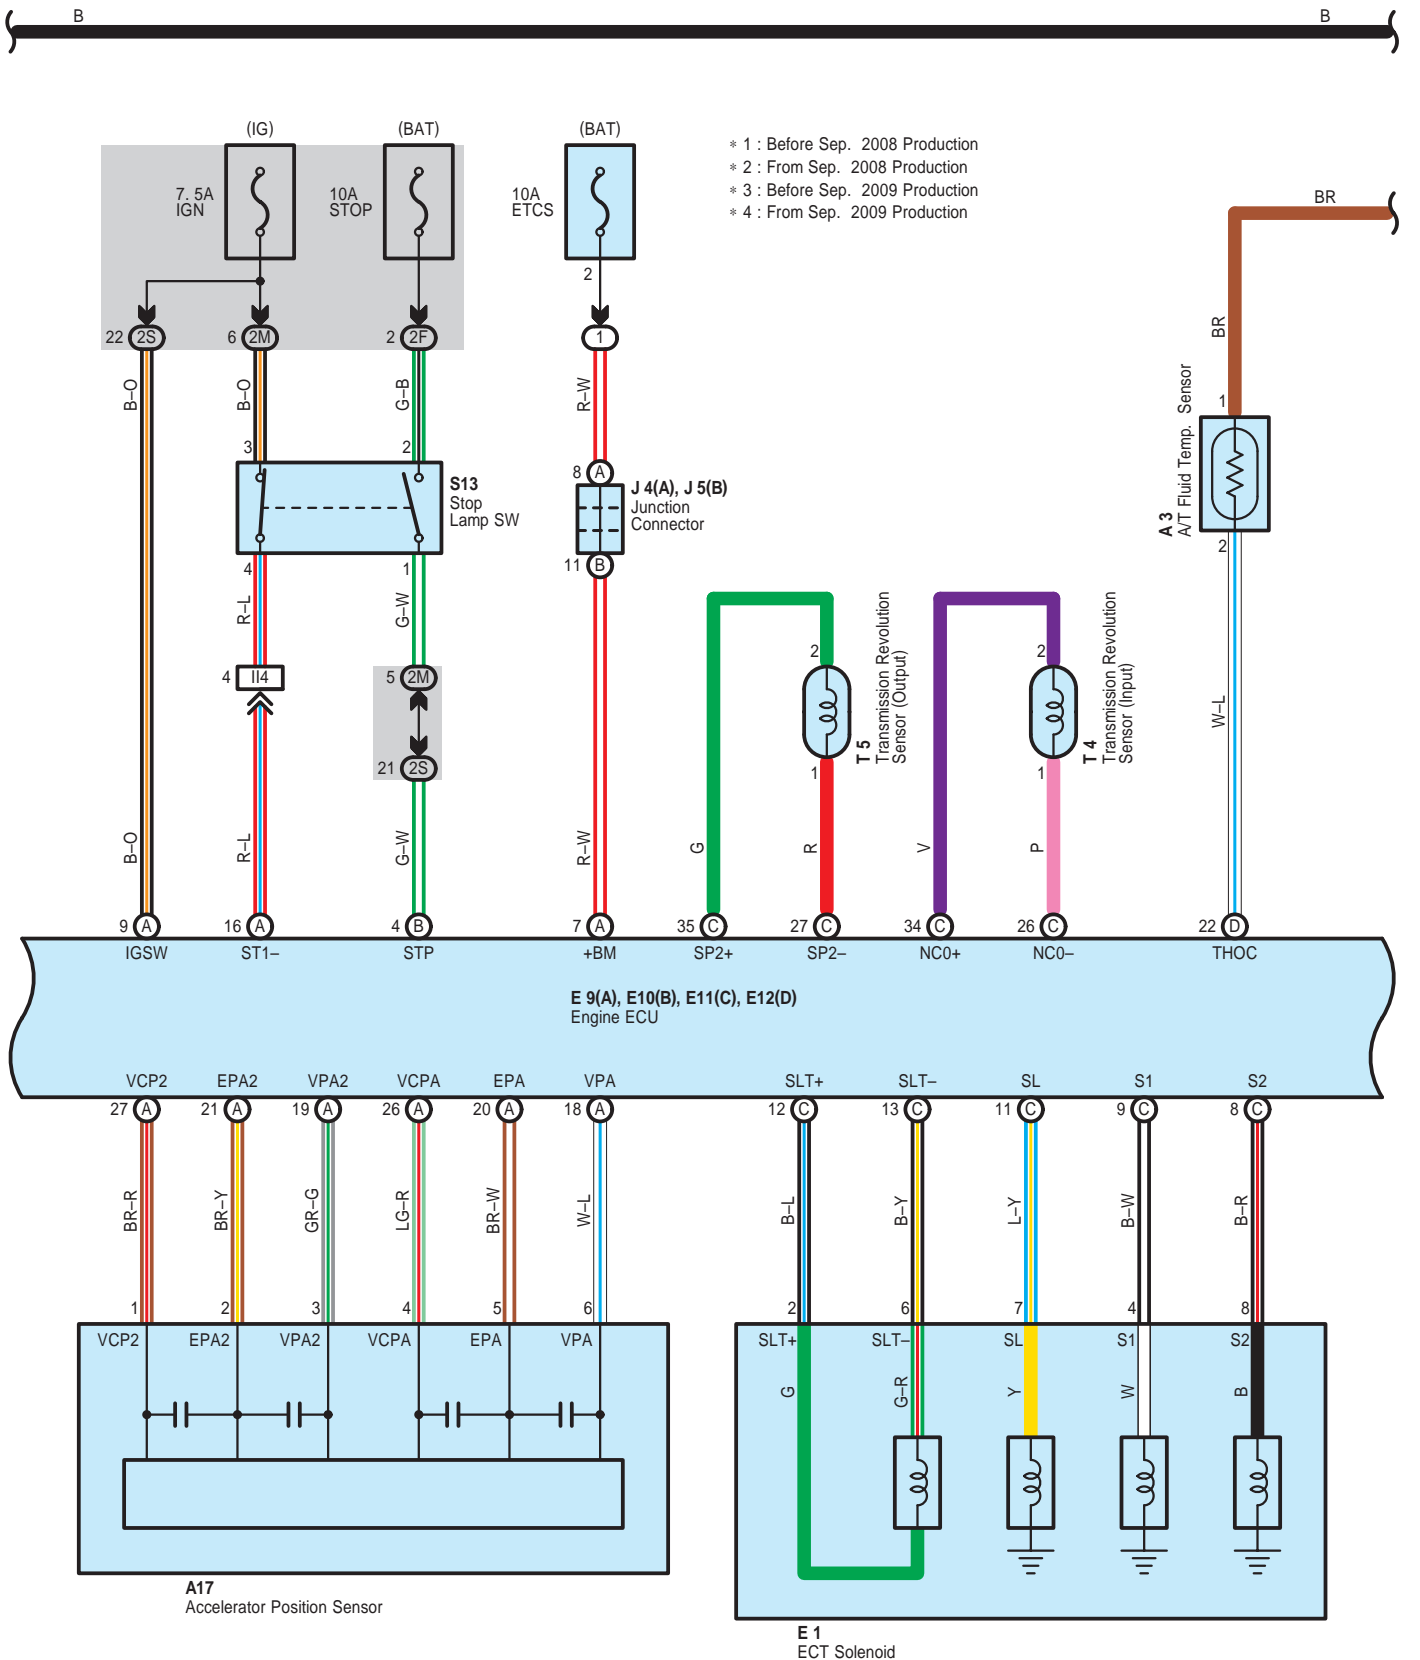 B B
(IG) (BAT) (BAT)
∗ 1 : Before Sep. 2008 Production
∗ 2 : From Sep. 2008 Production
∗ 3 : Before Sep. 2009 Production
∗ 4 : From Sep. 2009 Production
7. 5A
IGN
10A
STOP
10A
ETCS
BR
2
22 2S 6 2M 2 2F 1
BR
B–O B–O G–B R–W
1
3 2
8 A
S13
Stop
Lamp SW
J 4(A), J 5(B)
Junction
Connector
A 3
A/T Fluid Temp. Sensor
2
4 1
11 B
R–L G–W
4 II4
5 2M
21 2S
2 2
T 5
Transmission Revolution
Sensor (Output)
T 4
Transmission Revolution
Sensor (Input)
W–L
1 1
B–O R–L G–W R–W G R V P
9 A 16 A 4 B 7 A 35 C 27 C 34 C 26 C 22 D
IGSW ST1– STP +BM SP2+ SP2– NC0+ NC0– THOC
E 9(A), E10(B), E11(C), E12(D)
Engine ECU
VCP2 EPA2 VPA2 VCPA EPA VPA SLT+ SLT– SL S1 S2
27 A 21 A 19 A 26 A 20 A 18 A 12 C 13 C 11 C 9 C 8 C
BR–R BR–Y GR–G LG–R BR–W W–L B–L B–Y L–Y B–W B–R
1 2 3 4 5 6 2 6 7 4 8
VCP2 EPA2 VPA2 VCPA EPA VPA SLT+ SLT– SL S1 S2
G G–R Y W B
A17
Accelerator Position Sensor
E 1
ECT Solenoid